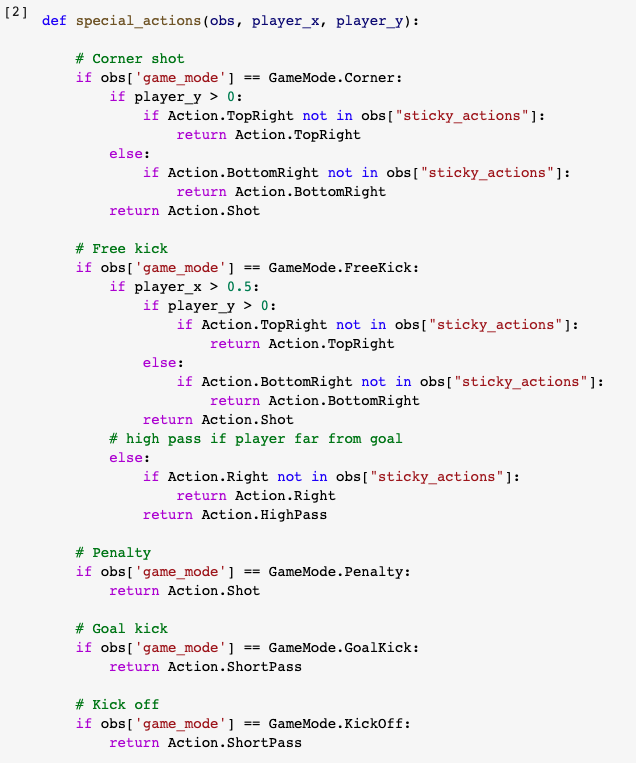 [2] def special_actions(obs, player_x, player_y):

    # Corner shot
    if obs['game_mode'] == GameMode.Corner:
        if player_y > 0:
            if Action.TopRight not in obs["sticky_actions"]:
                return Action.TopRight
        else:
            if Action.BottomRight not in obs["sticky_actions"]:
                return Action.BottomRight
        return Action.Shot

    # Free kick
    if obs['game_mode'] == GameMode.FreeKick:
        if player_x > 0.5:
            if player_y > 0:
                if Action.TopRight not in obs["sticky_actions"]:
                    return Action.TopRight
            else:
                if Action.BottomRight not in obs["sticky_actions"]:
                    return Action.BottomRight
            return Action.Shot
        # high pass if player far from goal
        else:
            if Action.Right not in obs["sticky_actions"]:
                return Action.Right
            return Action.HighPass

    # Penalty
    if obs['game_mode'] == GameMode.Penalty:
        return Action.Shot

    # Goal kick
    if obs['game_mode'] == GameMode.GoalKick:
        return Action.ShortPass

    # Kick off
    if obs['game_mode'] == GameMode.KickOff:
        return Action.ShortPass